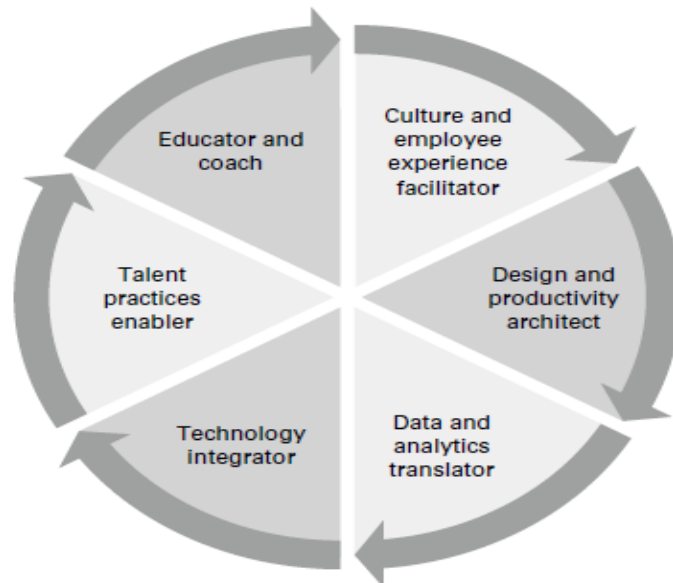 Educator and
coach
Culture and
employee
experience
facilitator
Talent
practices
enabler
Design and
productivity
architect
Technology
integrator
Data and
analytics
translator